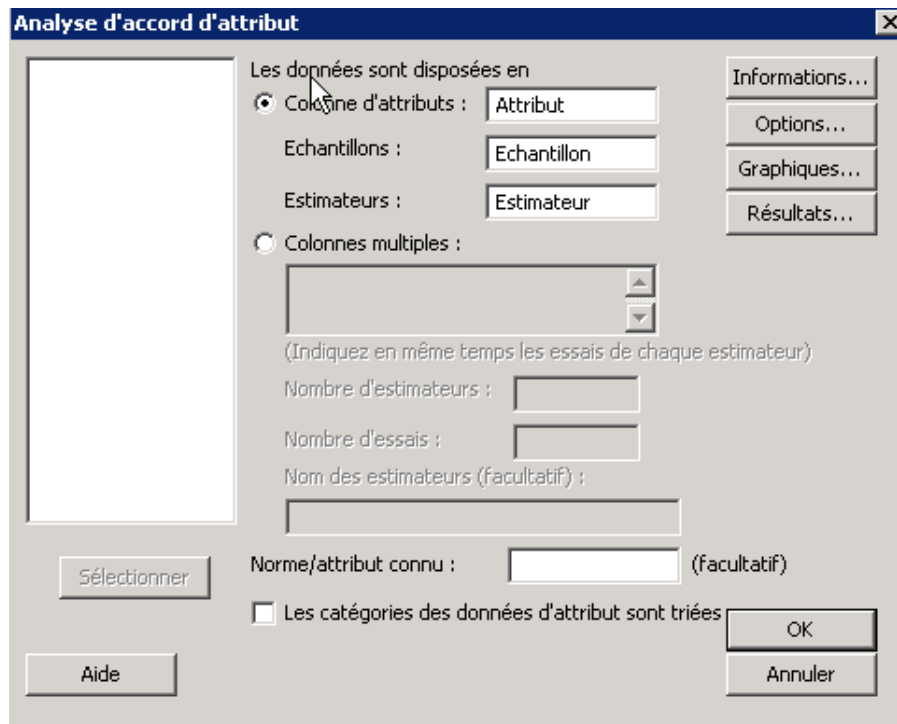 Analyse d'accord d'attribut
Les données sont disposées en
Colonne d'attributs : Attribut
Echantillons : Echantillon
Estimateurs : Estimateur
Colonnes multiples :
(Indiquez en même temps les essais de chaque estimateur)
Nombre d'estimateurs :
Nombre d'essais :
Nom des estimateurs (facultatif) :
Norme/attribut connu : (facultatif)
Les catégories des données d'attribut sont triées
Informations...
Options...
Graphiques...
Résultats...
Sélectionner
Aide
OK
Annuler